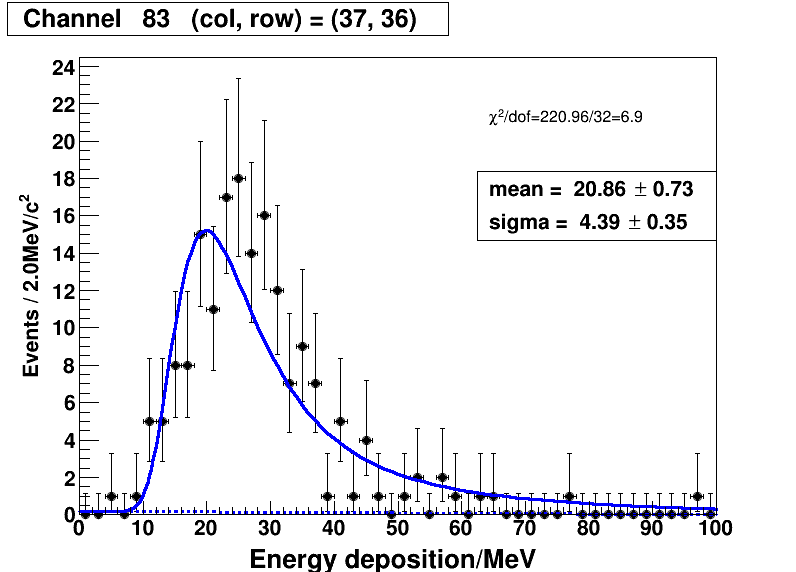 Channel 83 (col, row) = (37, 36)
χ²/dof=220.96/32=6.9
mean = 20.86 ± 0.73
sigma = 4.39 ± 0.35
Events / 2.0MeV/c²
24
22
20
18
16
14
12
10
8
6
4
2
0
0 10 20 30 40 50 60 70 80 90 100
Energy deposition/MeV